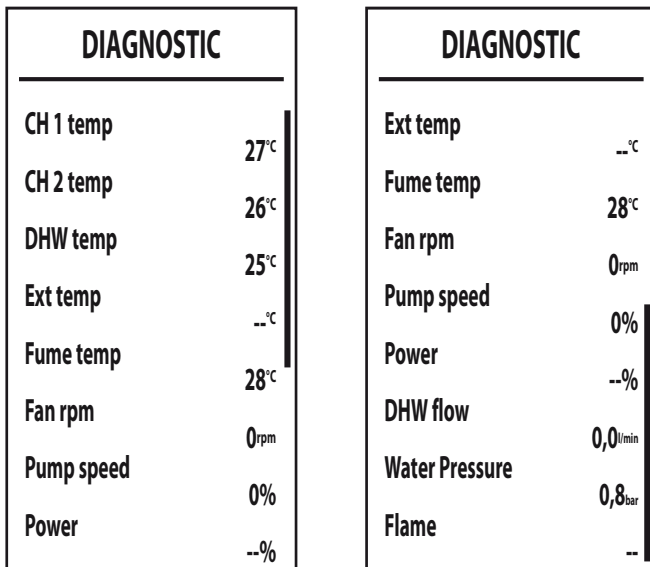 DIAGNOSTIC
CH 1 temp
27°C
CH 2 temp
26°C
DHW temp
25°C
Ext temp
--°C
Fume temp
28°C
Fan rpm
0rpm
Pump speed
0%
Power
--%
DIAGNOSTIC
Ext temp
--°C
Fume temp
28°C
Fan rpm
0rpm
Pump speed
0%
Power
--%
DHW flow
0,0l/min
Water Pressure
0,8bar
Flame
--